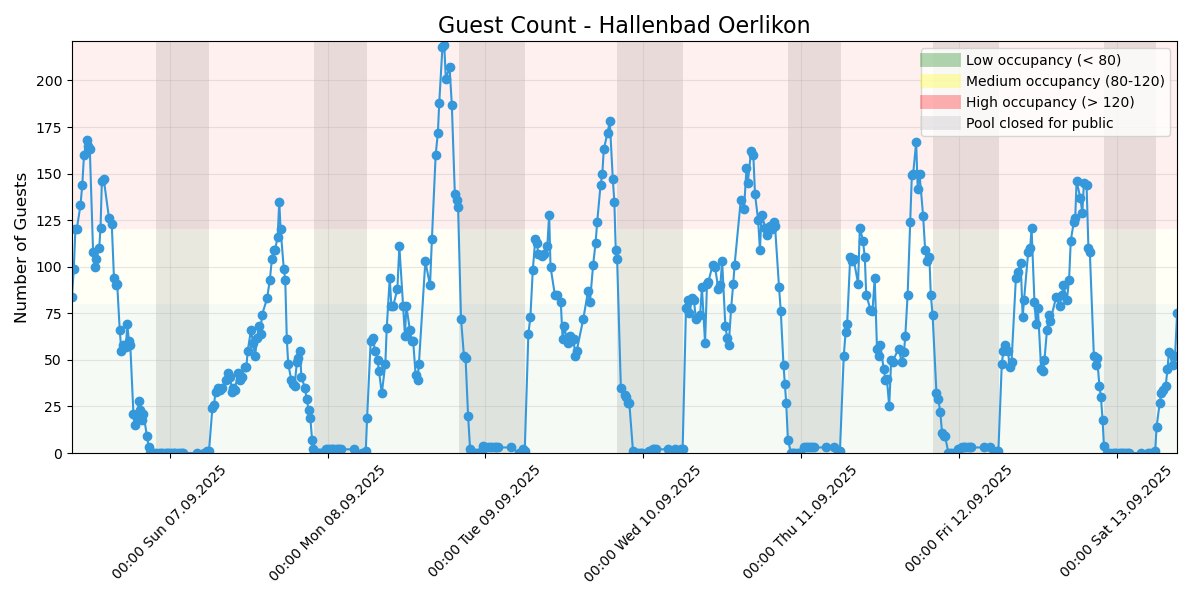 Guest Count - Hallenbad Oerlikon
Low occupancy (< 80)
Medium occupancy (80-120)
High occupancy (> 120)
Pool closed for public
Number of Guests
200
175
150
125
100
75
50
25
0
00:00 Sun 07.09.2025
00:00 Mon 08.09.2025
00:00 Tue 09.09.2025
00:00 Wed 10.09.2025
00:00 Thu 11.09.2025
00:00 Fri 12.09.2025
00:00 Sat 13.09.2025